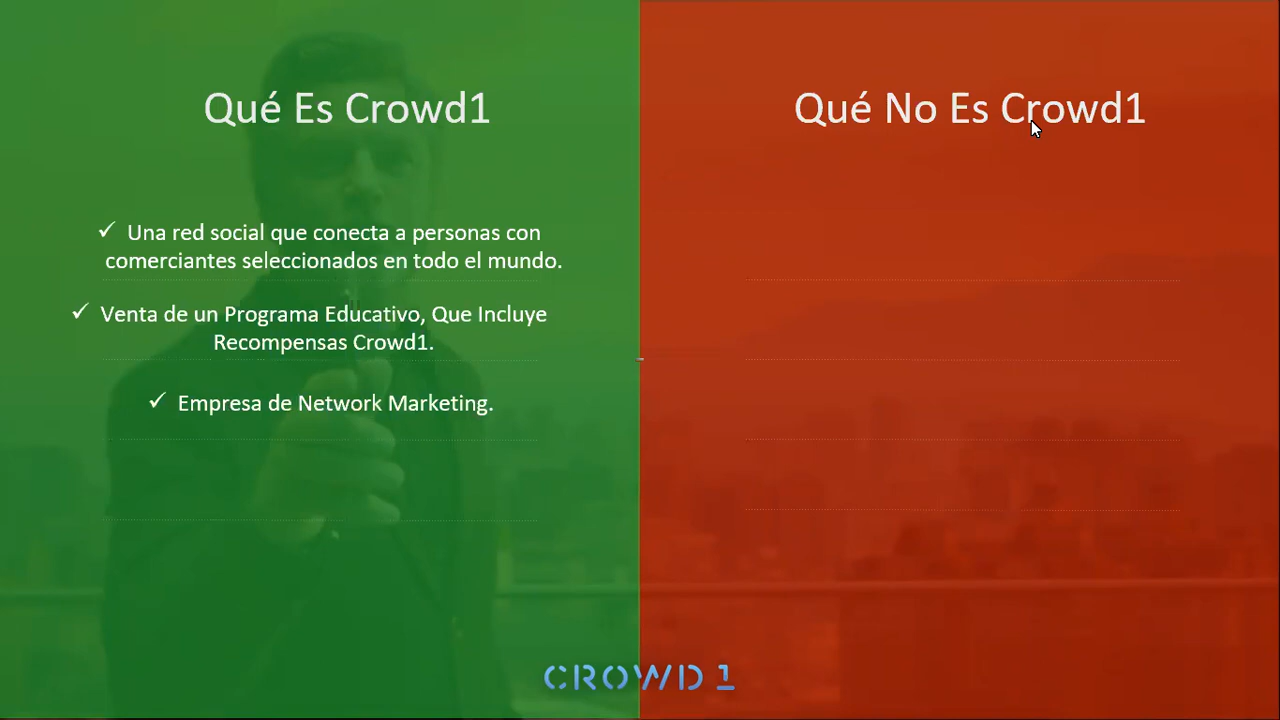 Qué Es Crowd1
✓ Una red social que conecta a personas con
comerciantes seleccionados en todo el mundo.
✓ Venta de un Programa Educativo, Que Incluye
Recompensas Crowd1.
✓ Empresa de Network Marketing.
Qué No Es Crowd1
CROWD 1